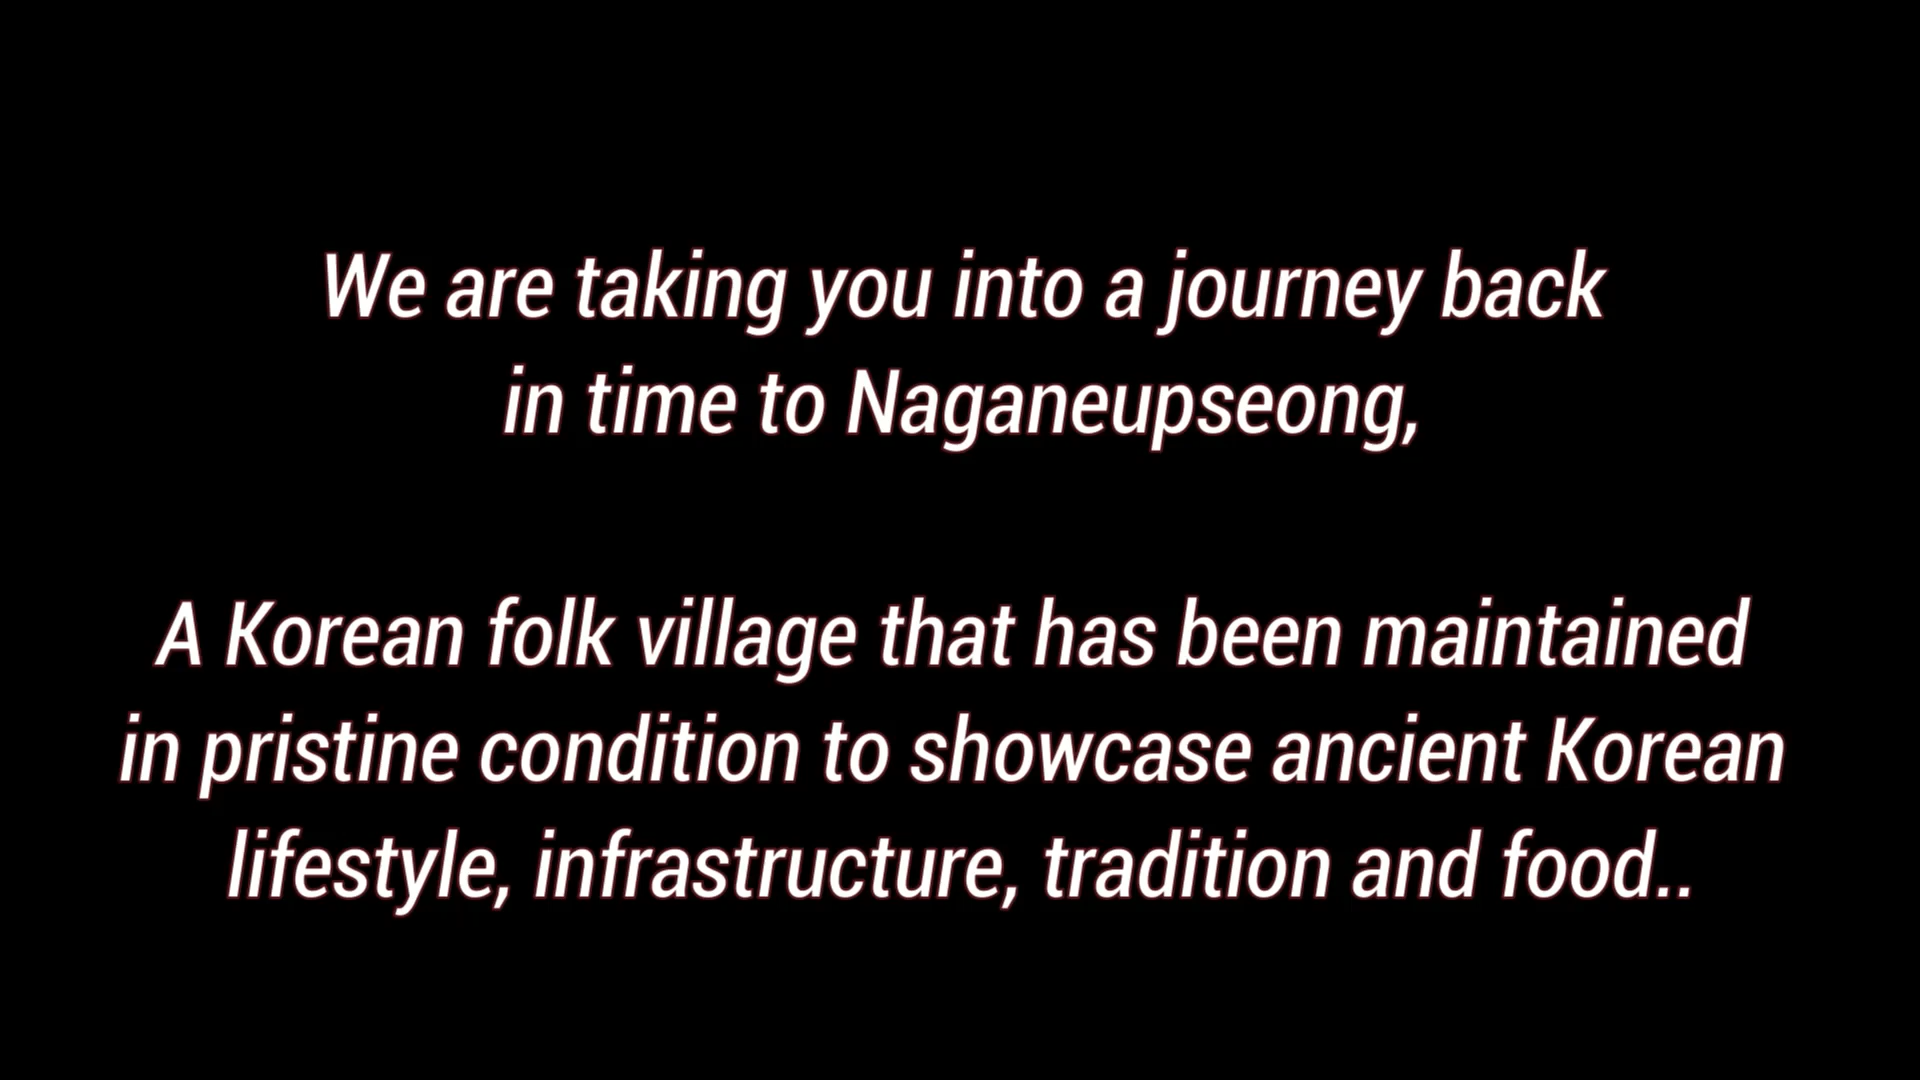 We are taking you into a journey back
in time to Naganeupseong,
A Korean folk village that has been maintained
in pristine condition to showcase ancient Korean
lifestyle, infrastructure, tradition and food..